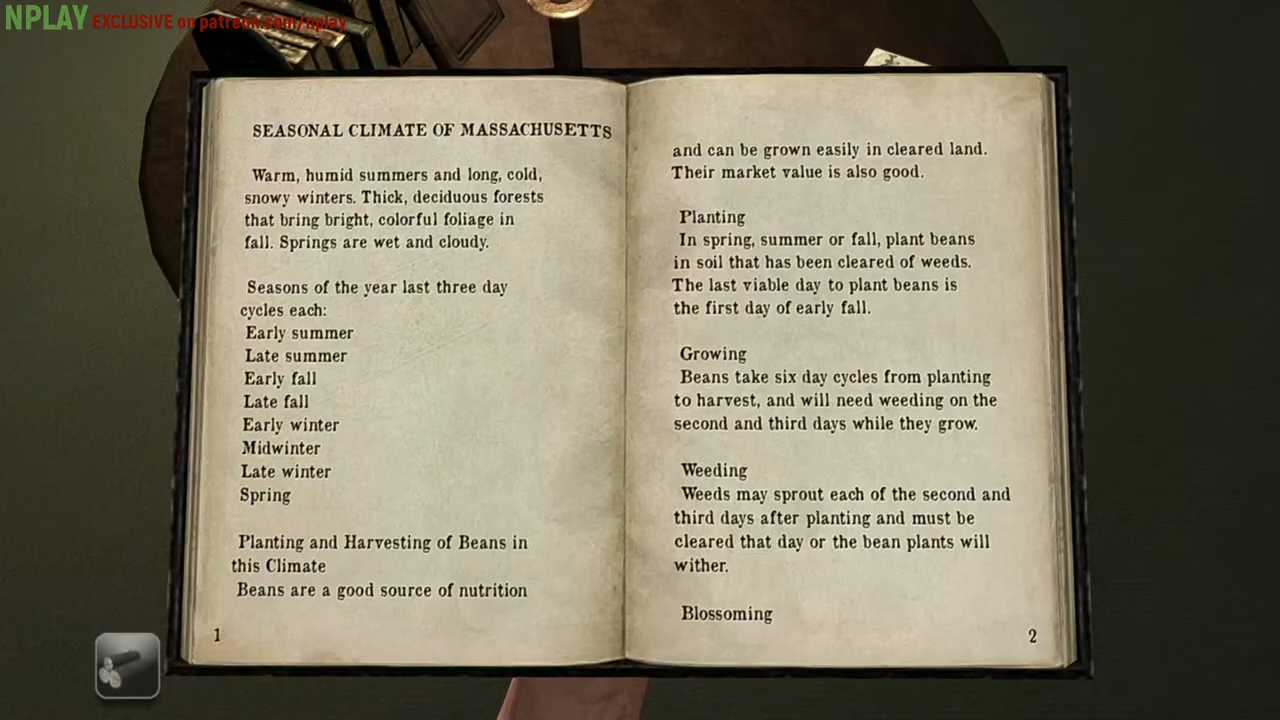 NPLAY EXCLUSIVE on patreon.com/nplay
SEASONAL CLIMATE OF MASSACHUSETTS
Warm, humid summers and long, cold,
snowy winters. Thick, deciduous forests
that bring bright, colorful foliage in
fall. Springs are wet and cloudy.
Seasons of the year last three day
cycles each:
Early summer
Late summer
Early fall
Late fall
Early winter
Midwinter
Late winter
Spring
Planting and Harvesting of Beans in
this Climate
Beans are a good source of nutrition
1
and can be grown easily in cleared land.
Their market value is also good.
Planting
In spring, summer or fall, plant beans
in soil that has been cleared of weeds.
The last viable day to plant beans is
the first day of early fall.
Growing
Beans take six day cycles from planting
to harvest, and will need weeding on the
second and third days while they grow.
Weeding
Weeds may sprout each of the second and
third days after planting and must be
cleared that day or the bean plants will
wither.
Blossoming
2